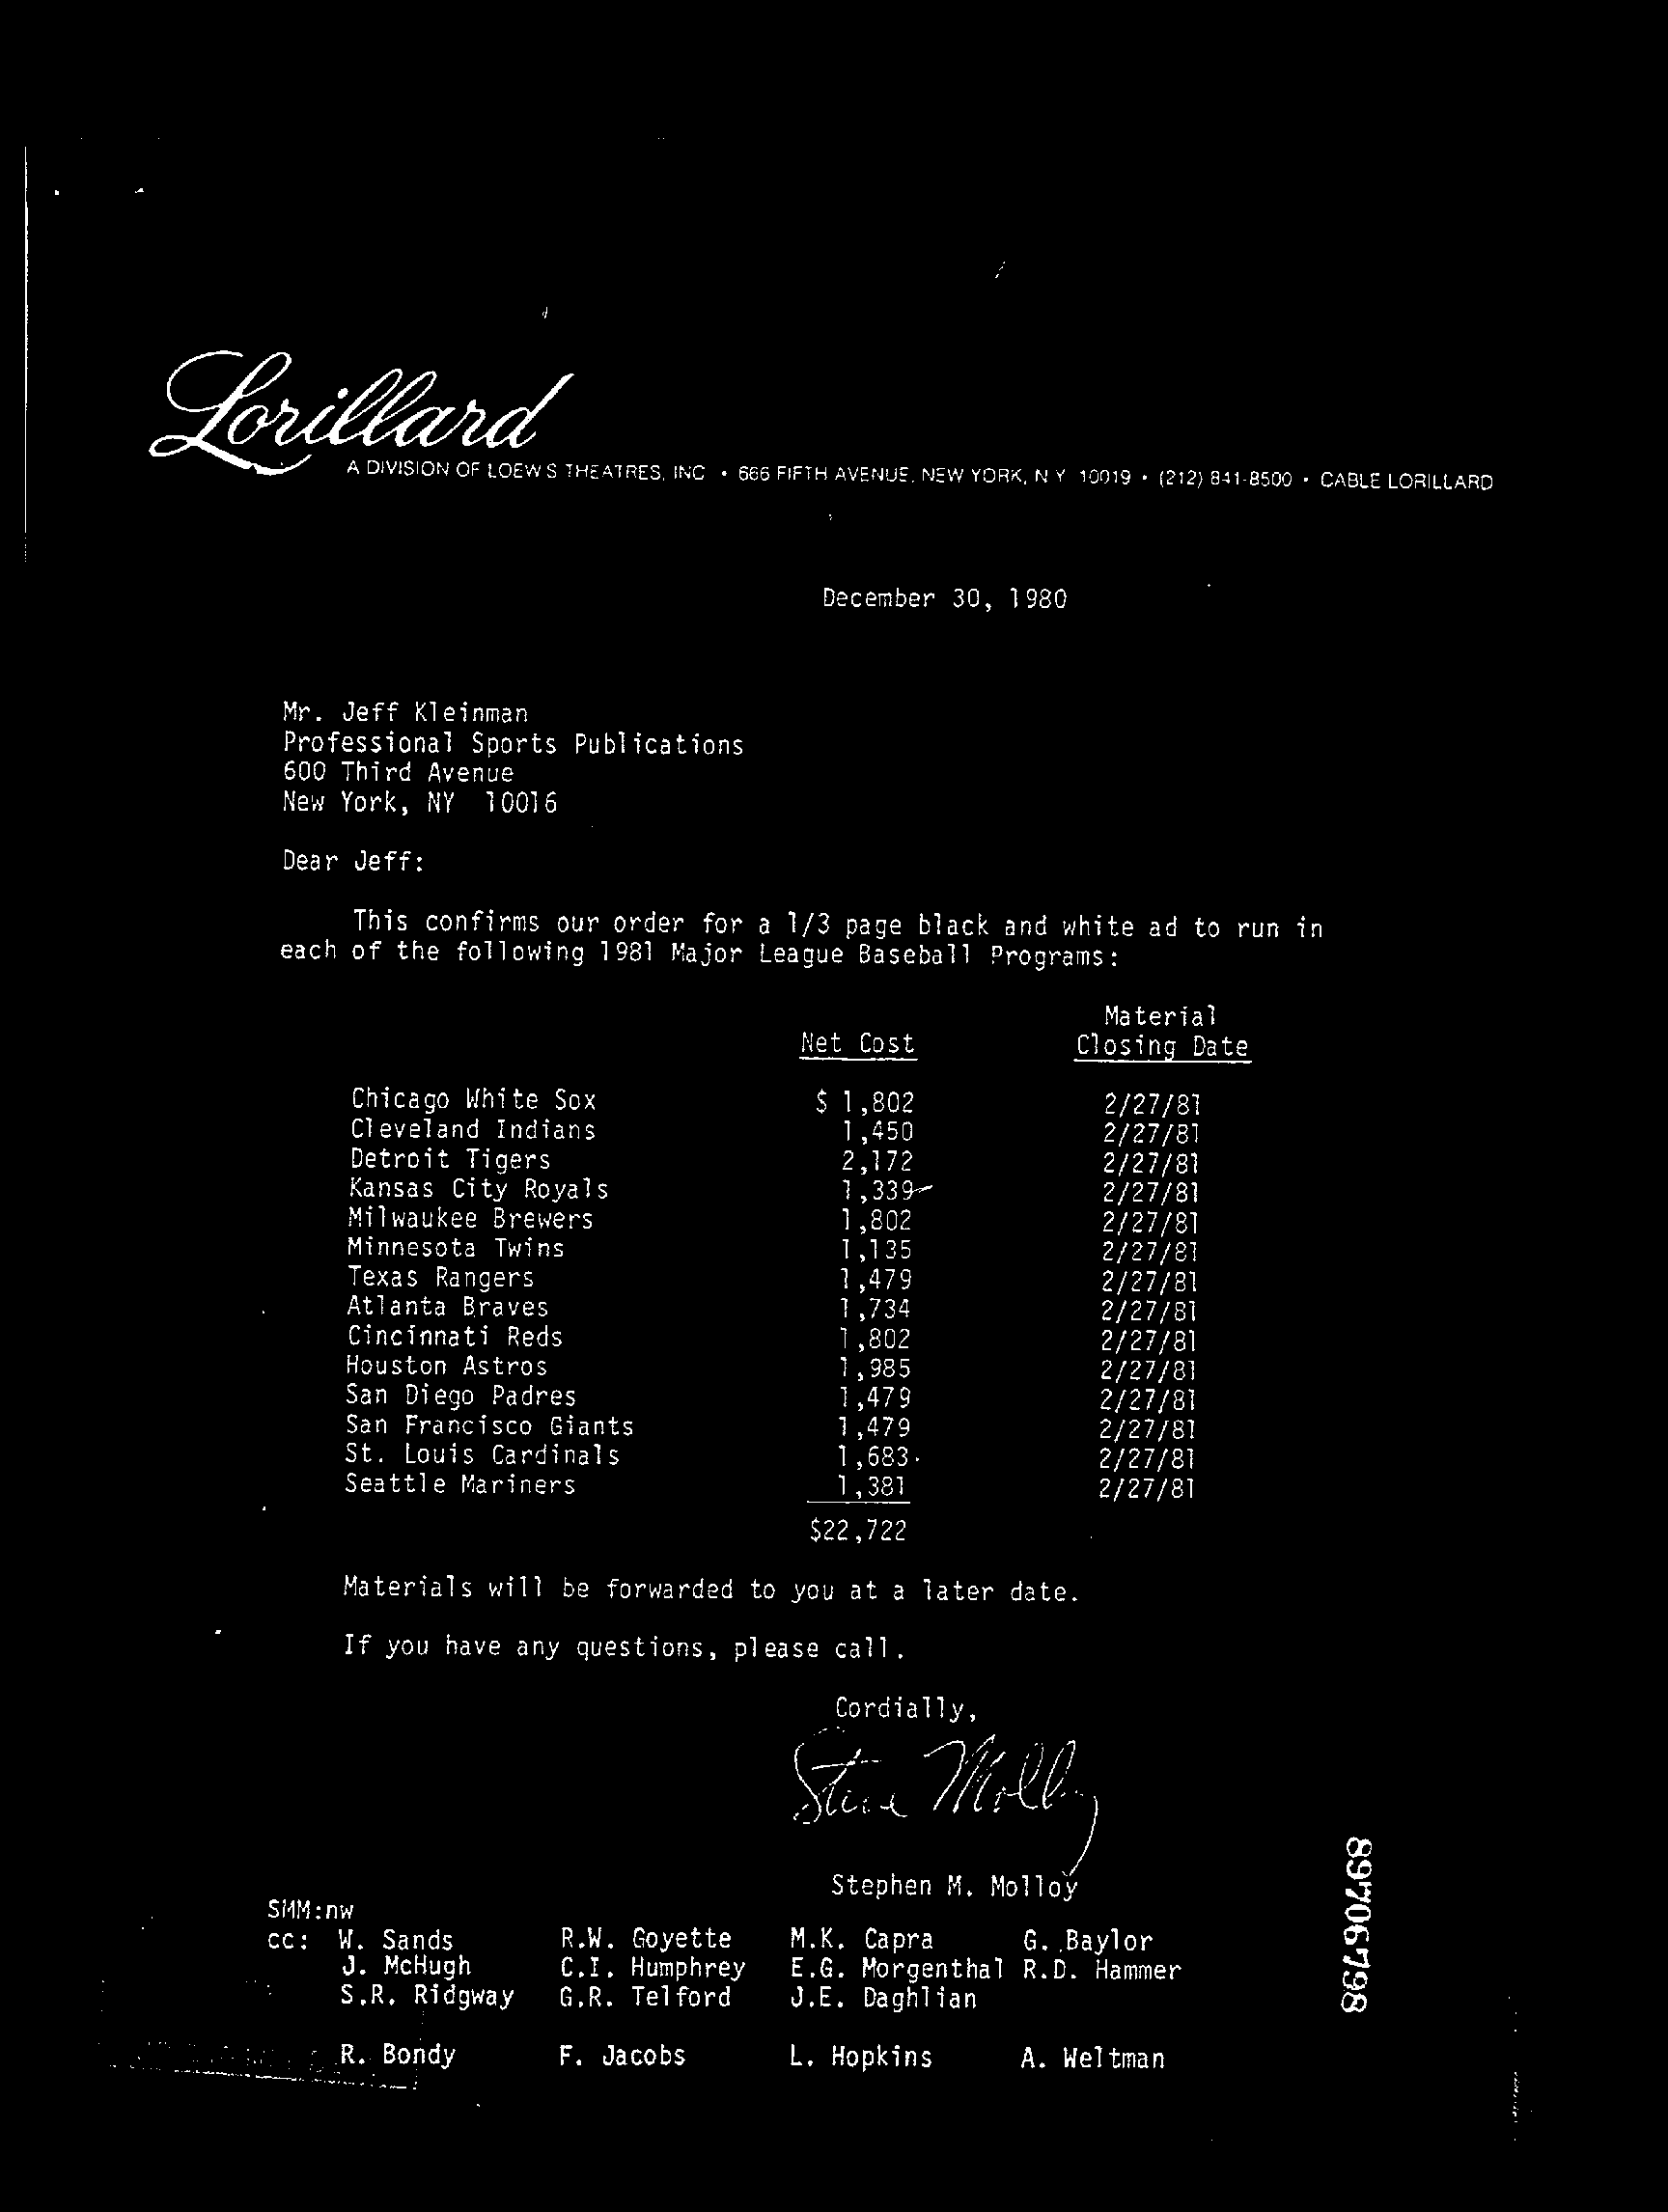 Lorillard
A DIVISION OF LOEW'S THEATRES, INC • 666 FIFTH AVENUE, NEW YORK, N Y 10019 • (212) 841-8500 • CABLE LORILLARD
December 30, 1980
Mr. Jeff Kleinman
Professional Sports Publications
600 Third Avenue
New York, NY 10016
Dear Jeff:
This confirms our order for a 1/3 page black and white ad to run in
each of the following 1981 Major League Baseball Programs:
Material
Net Cost Closing Date
Chicago White Sox $ 1,802 2/27/81
Cleveland Indians 1,450 2/27/81
Detroit Tigers 2,172 2/27/81
Kansas City Royals 1,339 2/27/81
Milwaukee Brewers 1,802 2/27/81
Minnesota Twins 1,135 2/27/81
Texas Rangers 1,479 2/27/81
Atlanta Braves 1,734 2/27/81
Cincinnati Reds 1,802 2/27/81
Houston Astros 1,985 2/27/81
San Diego Padres 1,479 2/27/81
San Francisco Giants 1,479 2/27/81
St. Louis Cardinals 1,683 2/27/81
Seattle Mariners 1,381 2/27/81
$22,722
Materials will be forwarded to you at a later date.
If you have any questions, please call.
Cordially,
Steve Molloy
Stephen M. Molloy
SMM:nw
cc: W. Sands R.W. Goyette M.K. Capra G. Baylor
J. McHugh C.I. Humphrey E.G. Morgenthal R.D. Hammer
S.R. Ridgway G.R. Telford J.E. Daghlian
R. Bondy F. Jacobs L. Hopkins A. Weltman
89706798